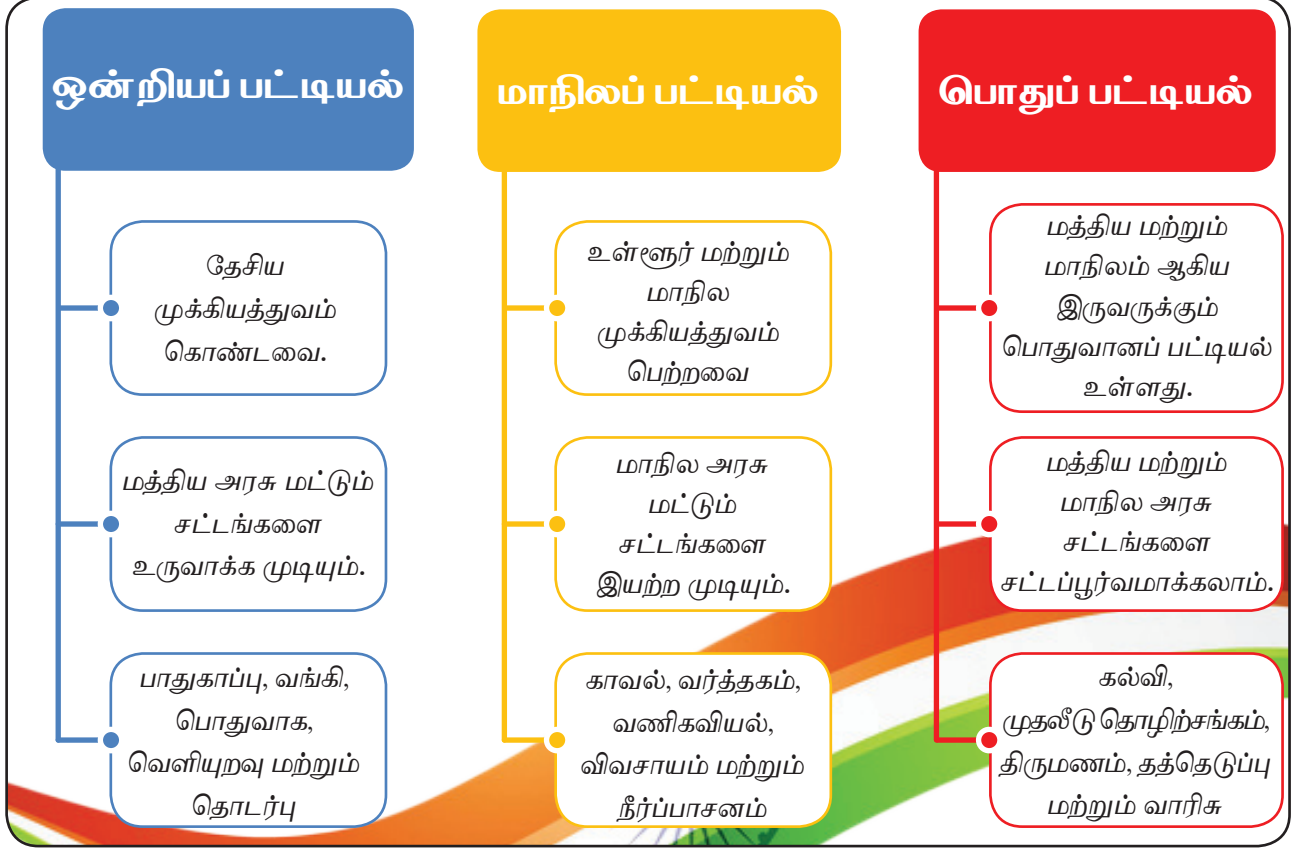 ஒன்றியப் பட்டியல்
தேசிய
முக்கியத்துவம்
கொண்டவை.
மத்திய அரசு மட்டும்
சட்டங்களை
உருவாக்க முடியும்.
பாதுகாப்பு, வங்கி,
பொதுவாக,
வெளியுறவு மற்றும்
தொடர்பு
மாநிலப் பட்டியல்
உள்ளூர் மற்றும்
மாநில
முக்கியத்துவம்
பெற்றவை
மாநில அரசு
மட்டும்
சட்டங்களை
இயற்ற முடியும்.
காவல், வர்த்தகம்,
வணிகவியல்,
விவசாயம் மற்றும்
நீர்ப்பாசனம்
பொதுப் பட்டியல்
மத்திய மற்றும்
மாநிலம் ஆகிய
இருவருக்கும்
பொதுவானப் பட்டியல்
உள்ளது.
மத்திய மற்றும்
மாநில அரசு
சட்டங்களை
சட்டப்பூர்வமாக்கலாம்.
கல்வி,
முதலீடு தொழிற்சங்கம்,
திருமணம், தத்தெடுப்பு
மற்றும் வாரிசு